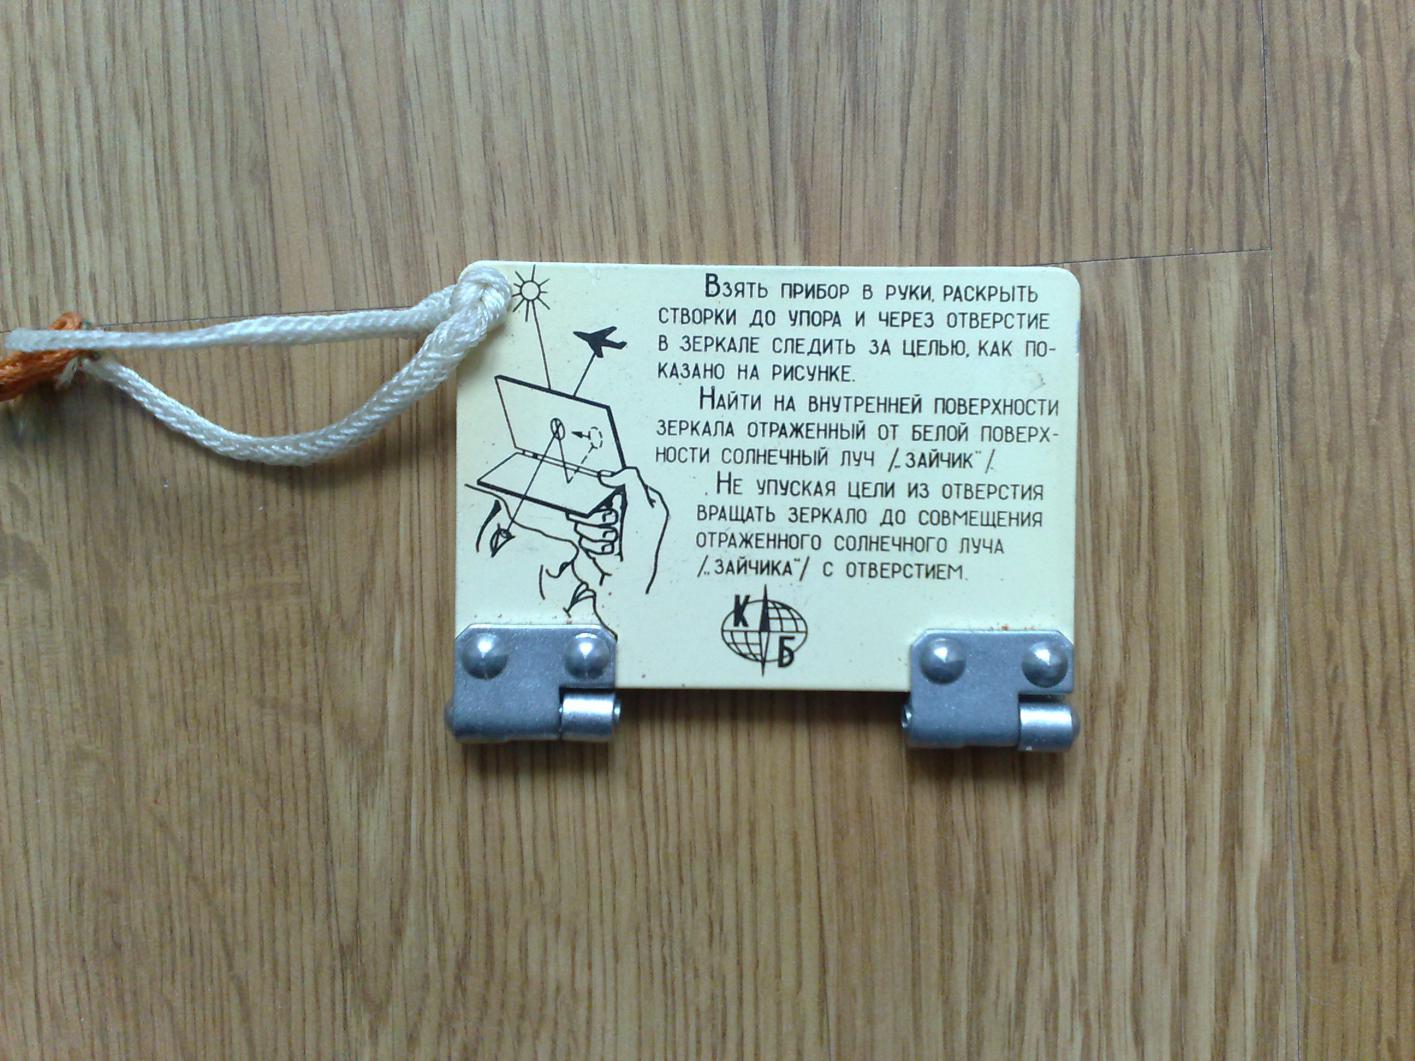 Взять прибор в руки, раскрыть
створки до упора и через отверстие
в зеркале следить за целью, как по-
казано на рисунке.
Найти на внутренней поверхности
зеркала отраженный от белой поверх-
ности солнечный луч /„зайчик"/.
Не упуская цели из отверстия
вращать зеркало до совмещения
отраженного солнечного луча
/„зайчика"/ с отверстием.
К
Б